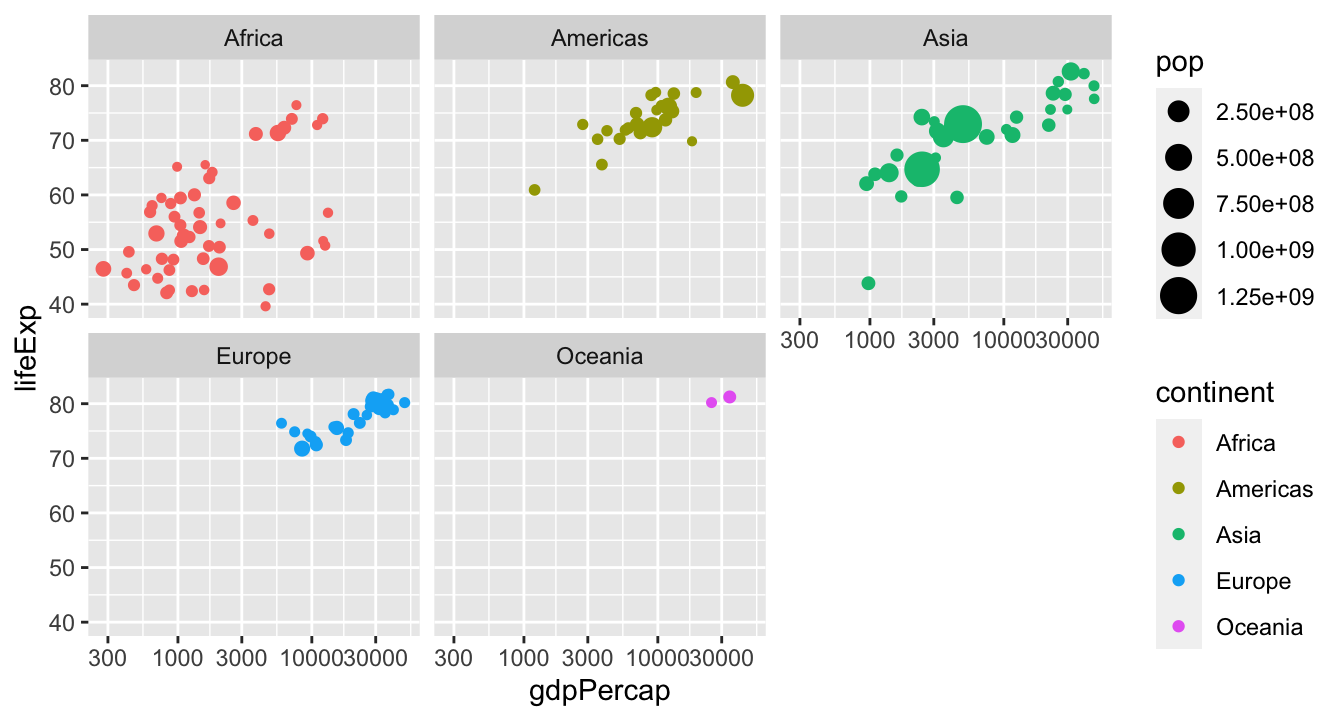 Africa
Americas
Asia
80
70
60
50
40
300 1000 3000 10000 30000
Europe
Oceania
80
70
60
50
40
300 1000 3000 10000 30000
300 1000 3000 10000 30000
lifeExp
gdpPercap
pop
2.50e+08
5.00e+08
7.50e+08
1.00e+09
1.25e+09
continent
Africa
Americas
Asia
Europe
Oceania